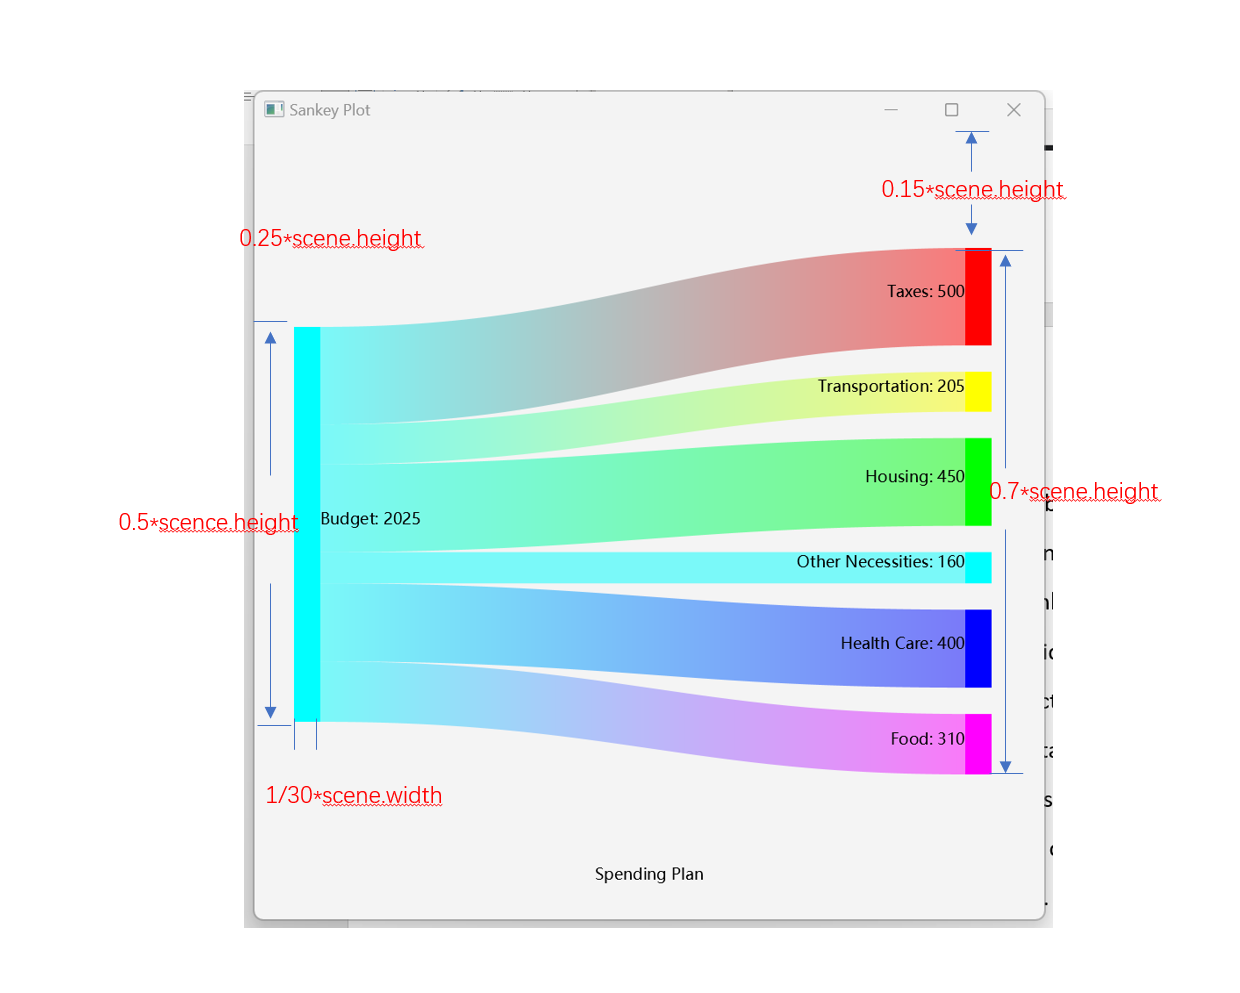 Sankey Plot
0.15*scene.height
0.25*scene.height
Taxes: 500
Transportation: 205
Housing: 450
0.7*scene.height
0.5*scence.height
Budget: 2025
Other Necessities: 160
Health Care: 400
Food: 310
1/30*scene.width
Spending Plan